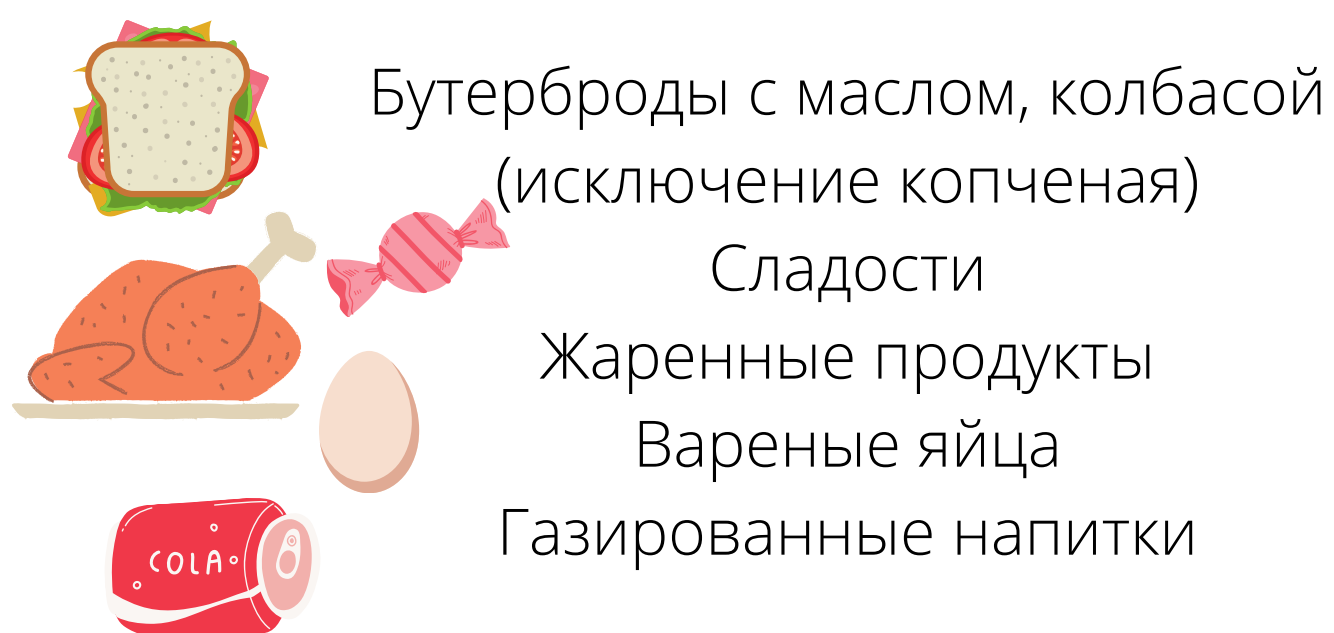 Бутерброды с маслом, колбасой
(исключение копченая)
Сладости
Жаренные продукты
Вареные яйца
Газированные напитки
COLA